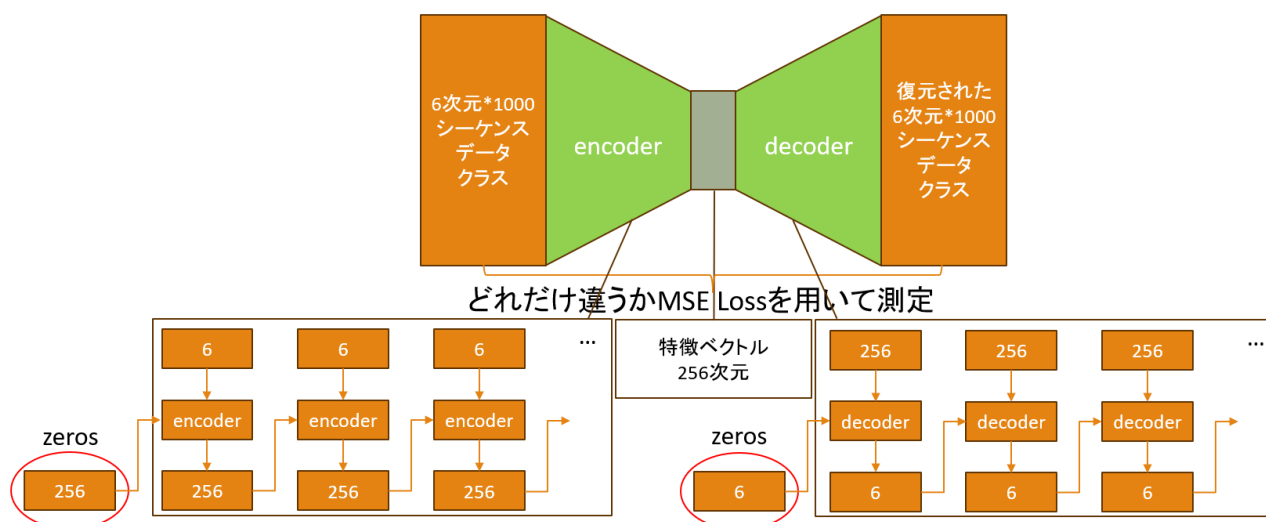 6次元*1000
シーケンス
データ
クラス
encoder
decoder
復元された
6次元*1000
シーケンス
データ
クラス
どれだけ違うかMSE Lossを用いて測定
6
6
6
...
encoder
encoder
encoder
zeros
256
256
256
256
特徴ベクトル
256次元
256
256
256
...
decoder
decoder
decoder
zeros
6
6
6
6